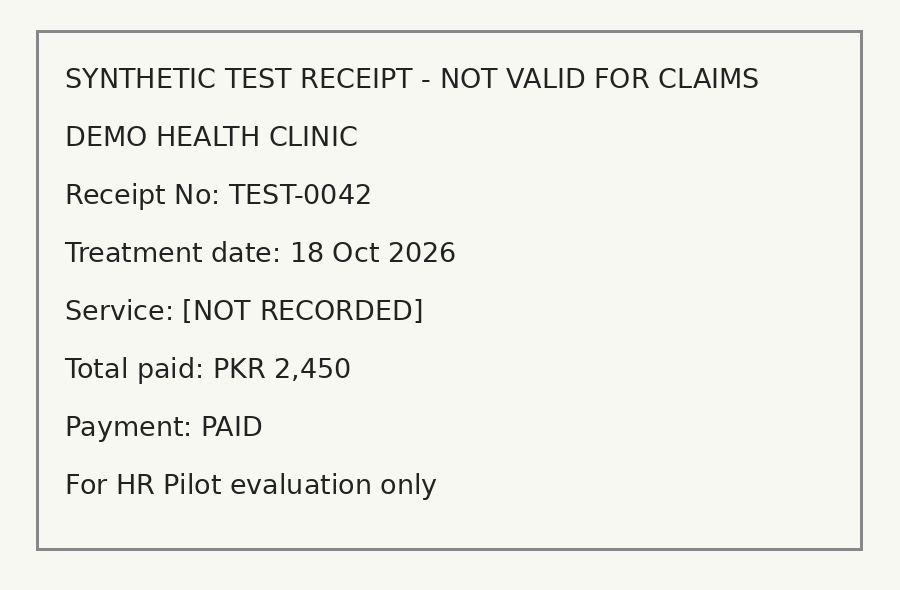 SYNTHETIC TEST RECEIPT - NOT VALID FOR CLAIMS
DEMO HEALTH CLINIC
Receipt No: TEST-0042
Treatment date: 18 Oct 2026
Service: [NOT RECORDED]
Total paid: PKR 2,450
Payment: PAID
For HR Pilot evaluation only